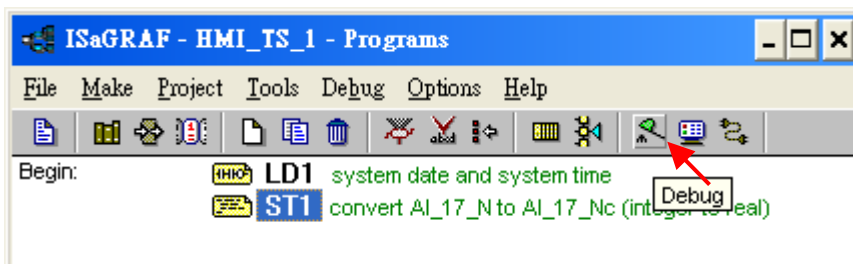 ISaGRAF - HMI_TS_1 - Programs
File Make Project Tools Debug Options Help
Begin: LD1 system date and system time
ST1 convert AI_17_N to AI_17_Nc (integer to real)
Debug